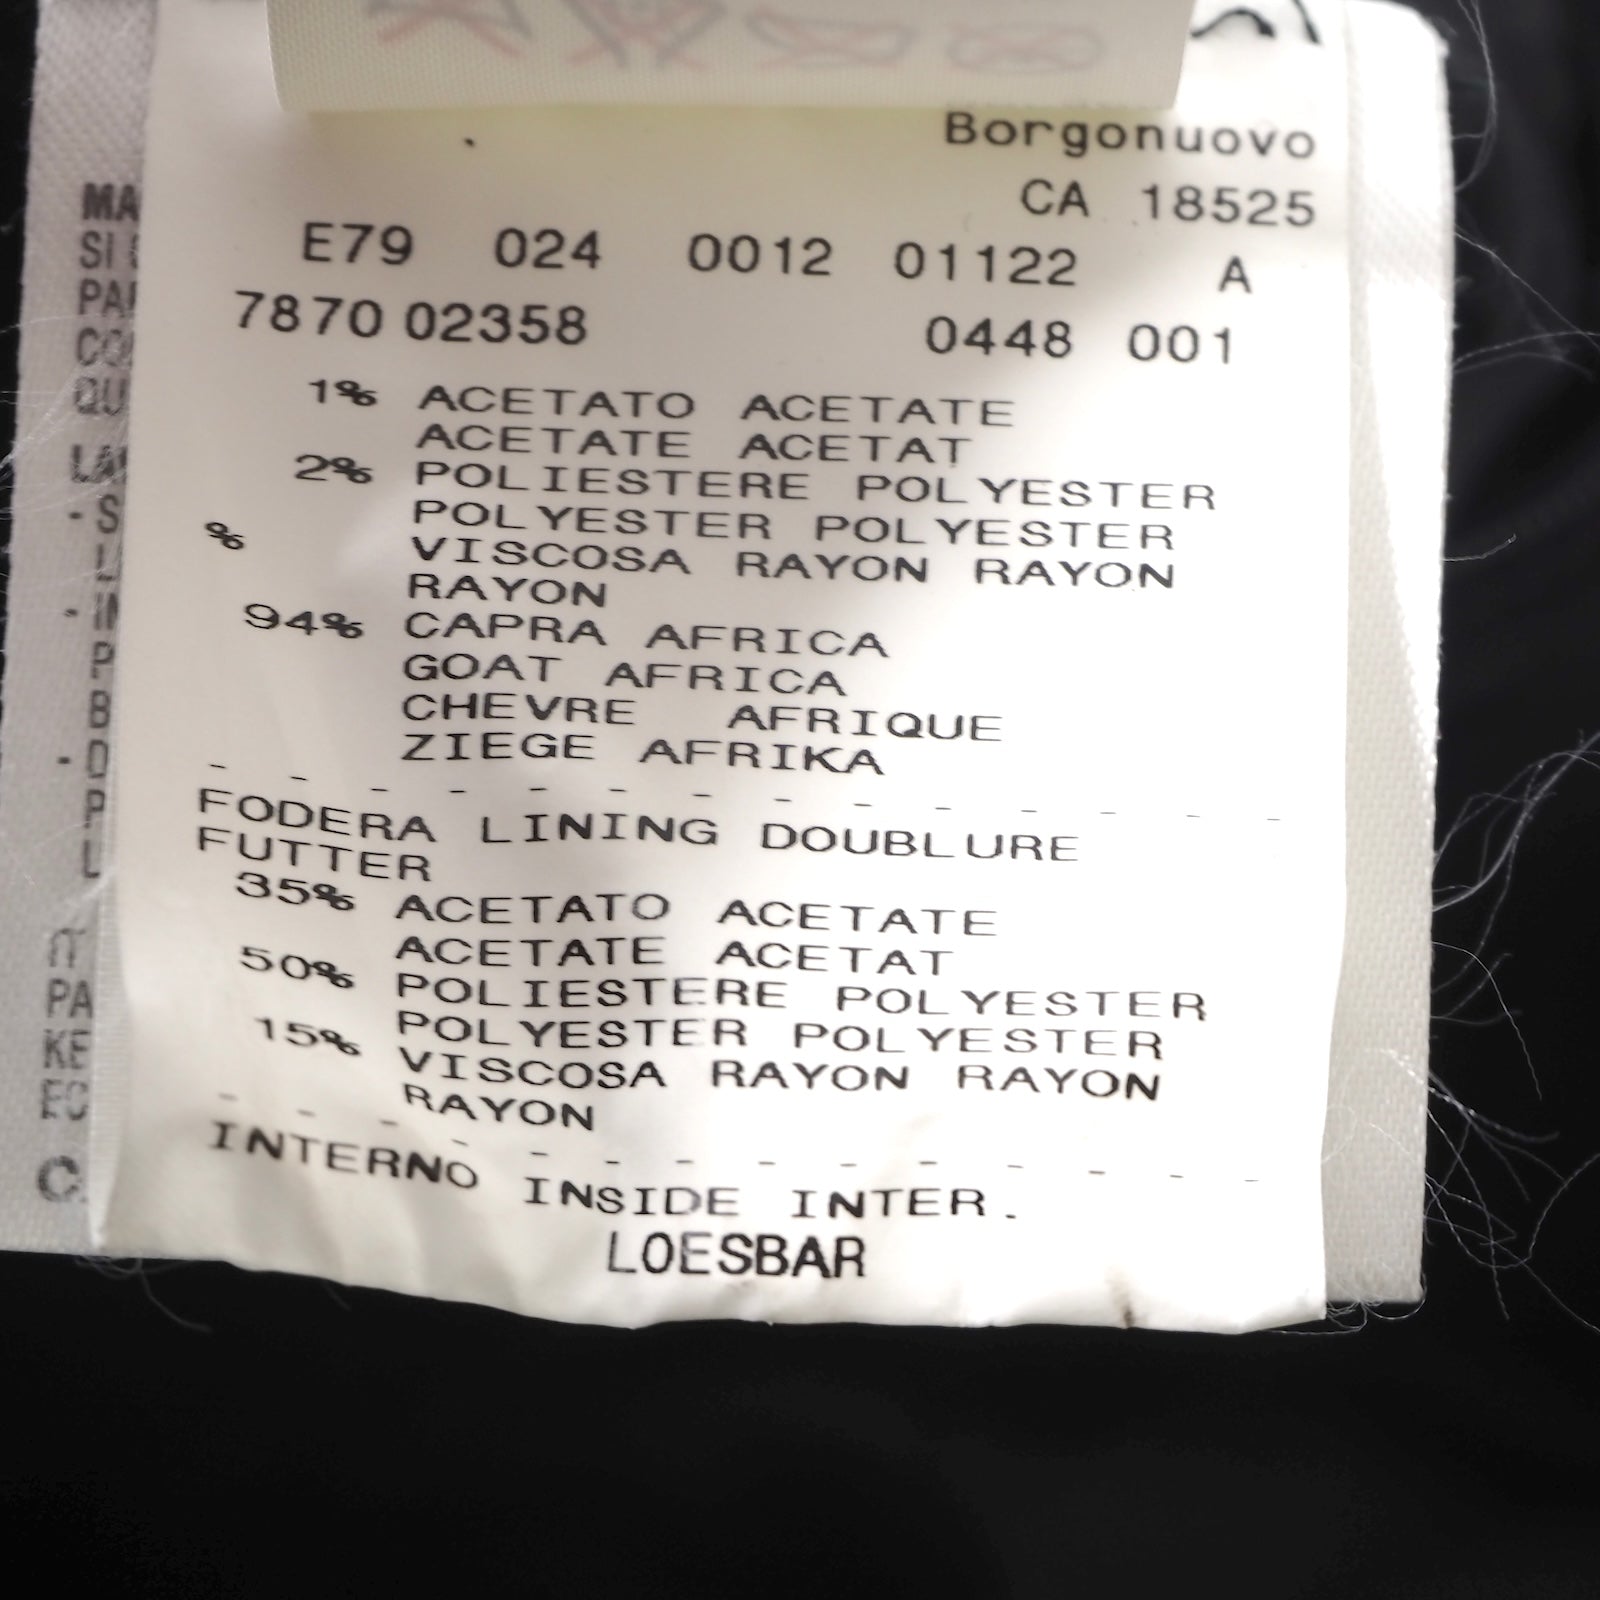 Borgonuovo
CA 18525
E79 024 0012 01122 A
7870 02358 0448 001
1% ACETATO ACETATE
ACETATE ACETAT
2% POLIESTERE POLYESTER
POLYESTER POLYESTER
% VISCOSA RAYON RAYON
RAYON
94% CAPRA AFRICA
GOAT AFRICA
CHEVRE AFRIQUE
ZIEGE AFRIKA
- - - - - - - - - - - - - -
FODERA LINING DOUBLURE
FUTTER
35% ACETATO ACETATE
ACETATE ACETAT
50% POLIESTERE POLYESTER
POLYESTER POLYESTER
15% VISCOSA RAYON RAYON
RAYON
- - - - - - - - - - - - - -
INTERNO INSIDE INTER.
LOESBAR